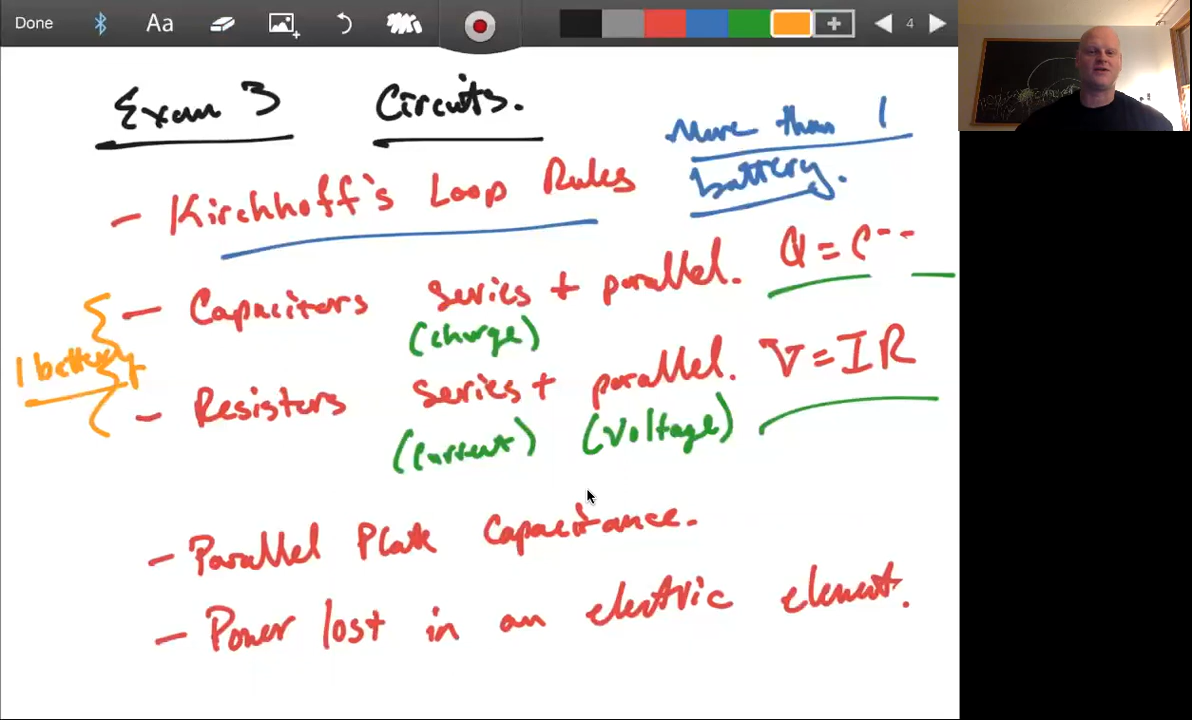 Done Aa 4
Exam 3 Circuits.
More than 1
battery.
- Kirchhoff's Loop Rules
- Capacitors series + parallel. Q = C--
(charge)
1 battery
- Resistors series + parallel. V = IR
(current) (voltage)
- Parallel Plate Capacitance.
- Power lost in an electric element.